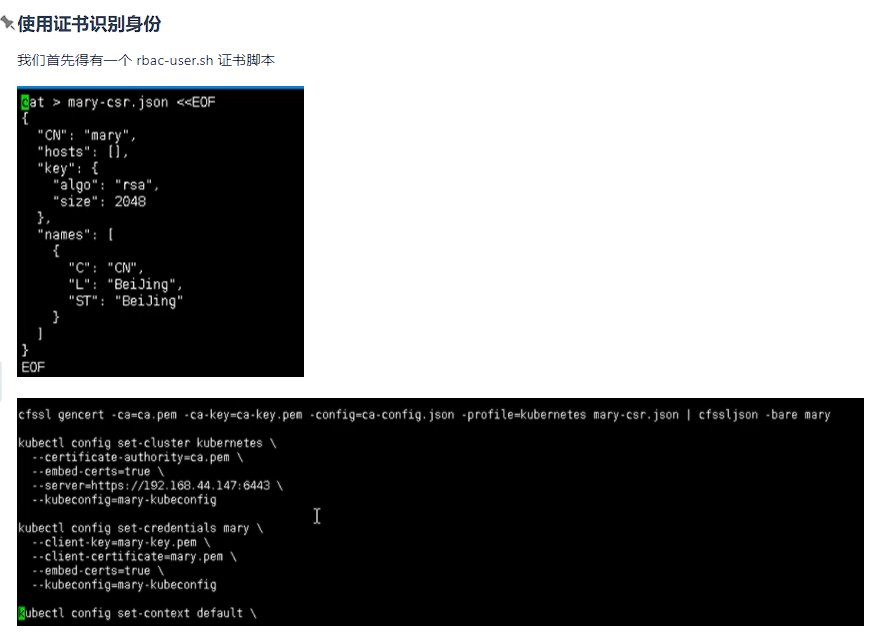 使用证书识别身份
我们首先得有一个 rbac-user.sh 证书脚本
cat > mary-csr.json <<EOF
{
  "CN": "mary",
  "hosts": [],
  "key": {
    "algo": "rsa",
    "size": 2048
  },
  "names": [
    {
      "C": "CN",
      "L": "BeiJing",
      "ST": "BeiJing"
    }
  ]
}
EOF
cfssl gencert -ca=ca.pem -ca-key=ca-key.pem -config=ca-config.json -profile=kubernetes mary-csr.json | cfssljson -bare mary
kubectl config set-cluster kubernetes \
  --certificate-authority=ca.pem \
  --embed-certs=true \
  --server=https://192.168.44.147:6443 \
  --kubeconfig=mary-kubeconfig
kubectl config set-credentials mary \
  --client-key=mary-key.pem \
  --client-certificate=mary.pem \
  --embed-certs=true \
  --kubeconfig=mary-kubeconfig
kubectl config set-context default \